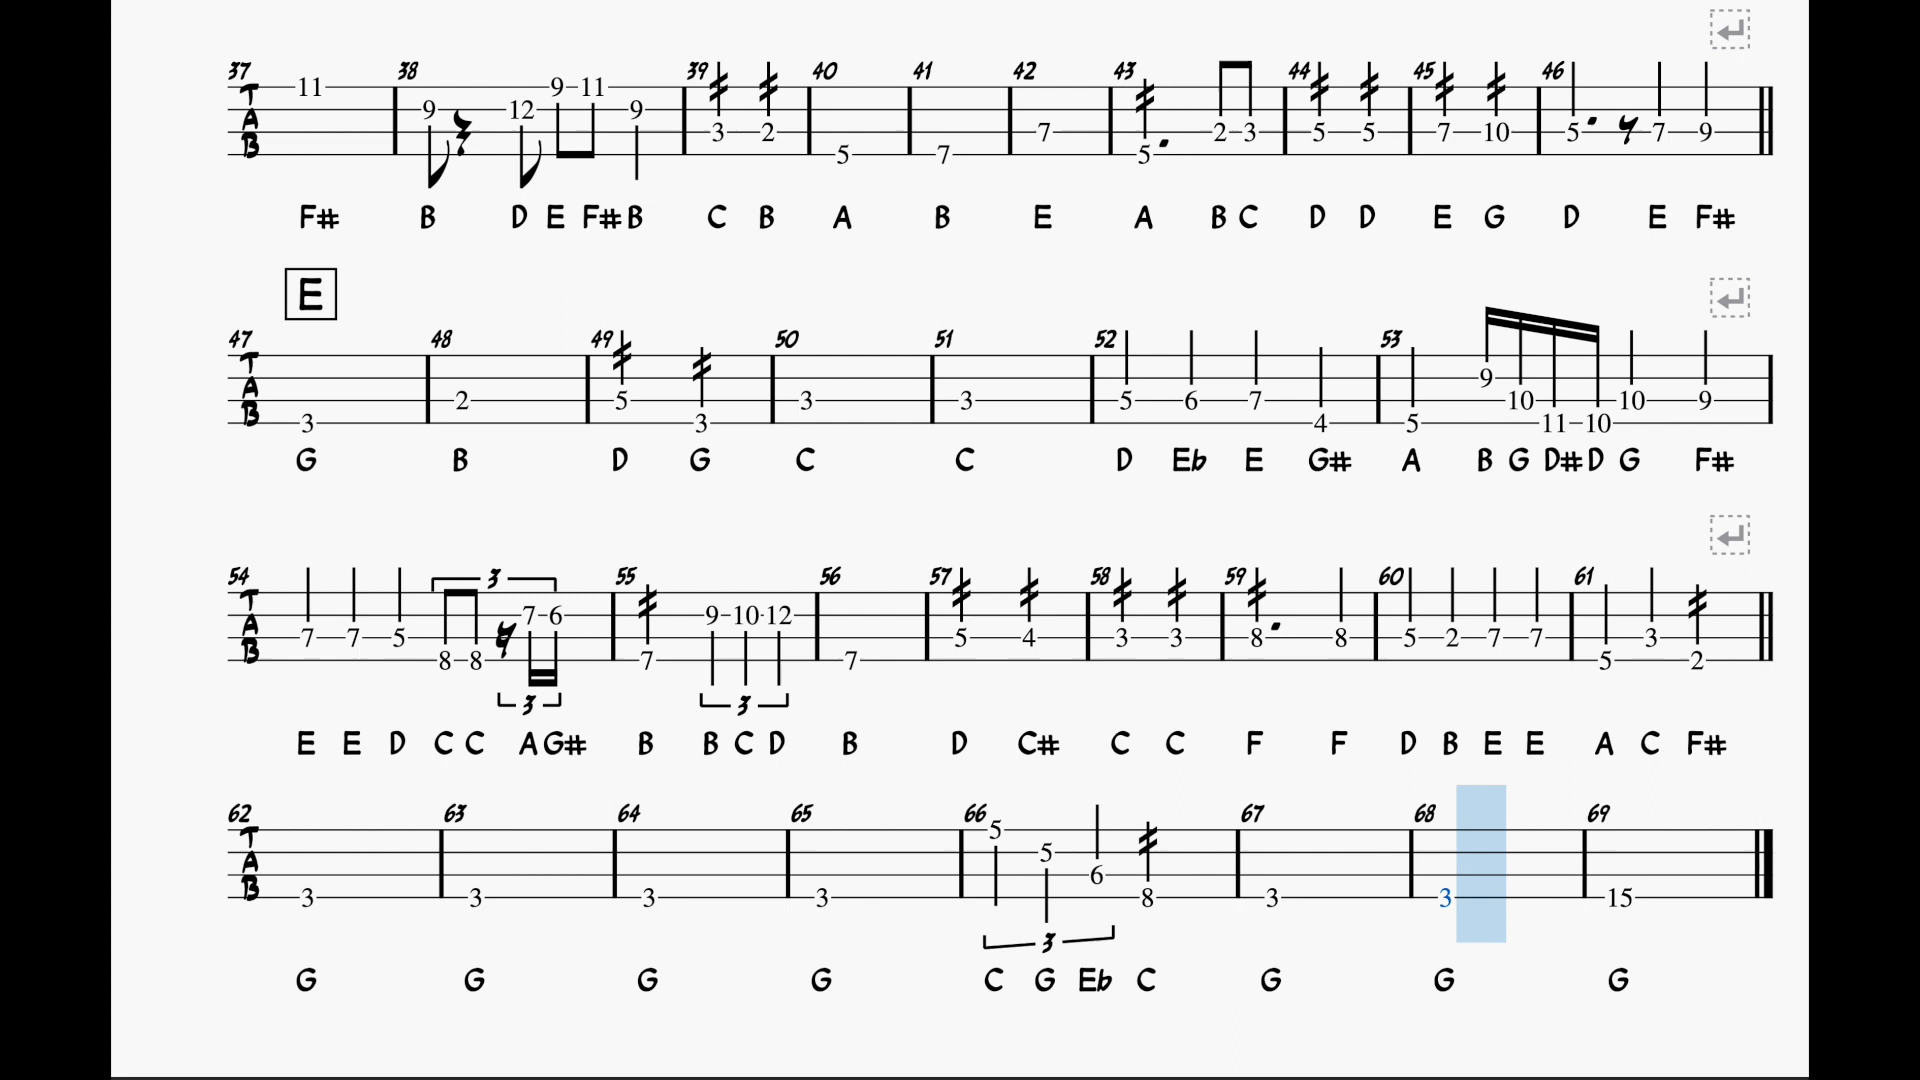 37 38 39 40 41 42 43 44 45 46
T 11 9 12 9 11 9 3 2 5 7 7 5 2 3 5 5 7 10 5 7 9
A
B
F# B D E F# B C B A B E A B C D D E G D E F#
E
47 48 49 50 51 52 53
T 3 2 5 3 3 3 5 6 7 4 5 9 10 11 10 10 9
A
B
G B D G C C D E♭ E G# A B G D# D G F#
54 3 55 56 57 58 59 60 61
T 7 7 5 8 8 7 6 7 9 10 12 7 5 4 3 3 8 8 5 2 7 7 5 3 2
A
B
3 3
E E D C C A G# B B C D B D C# C C F F D B E E A C F#
62 63 64 65 66 67 68 69
T 3 3 3 3 5 5 6 8 3 3 15
A
B
3
G G G G C G E♭ C G G G